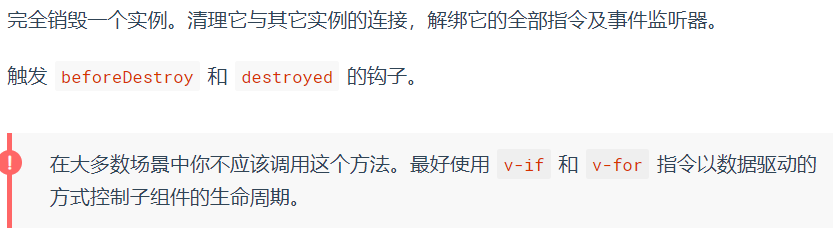 完全销毁一个实例。清理它与其它实例的连接，解绑它的全部指令及事件监听器。
触发 beforeDestroy 和 destroyed 的钩子。
! 在大多数场景中你不应该调用这个方法。最好使用 v-if 和 v-for 指令以数据驱动的
方式控制子组件的生命周期。